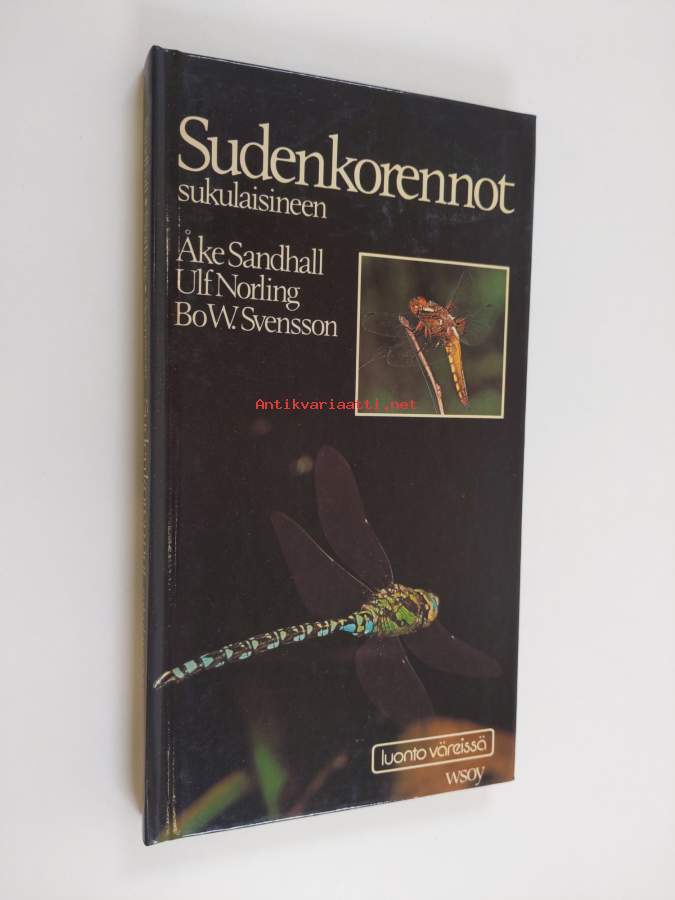 Sudenkorennot
sukulaisineen
Åke Sandhall
Ulf Norling
Bo W. Svensson
Antikvariaatti.net
luonto väreissä
wsoy